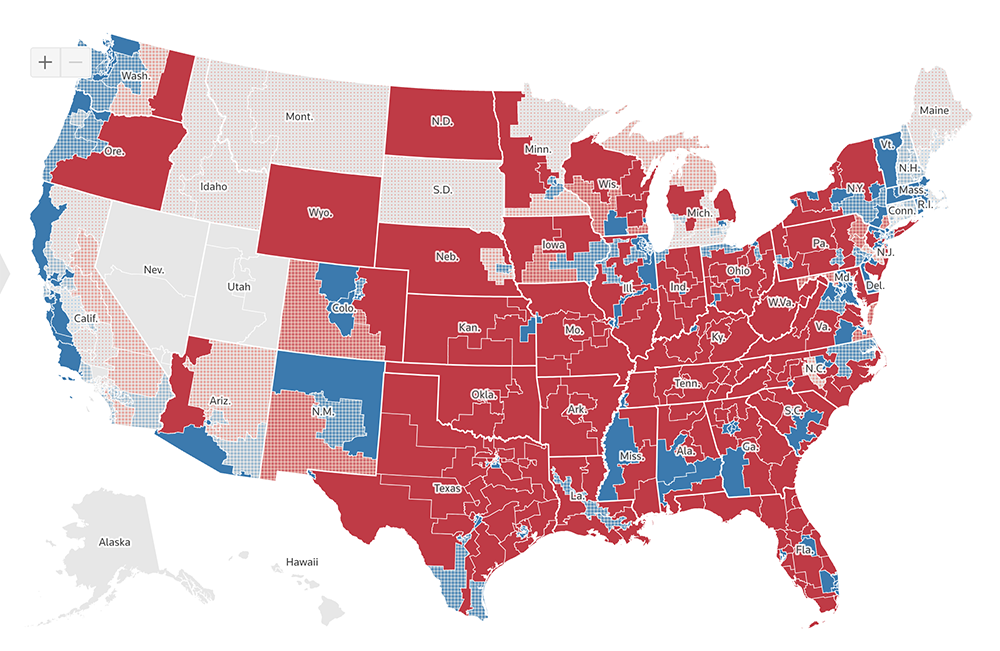 + −
Wash.
Mont.
N.D.
Maine
Minn.
Vt.
Ore.
N.H.
Idaho
S.D.
Wis.
N.Y.
Mass.
Wyo.
Mich.
Conn.
R.I.
Iowa
Pa.
N.J.
Neb.
Nev.
Ohio
Utah
Ill.
Ind.
Md.
Del.
Colo.
W.Va.
Calif.
Kan.
Mo.
Ky.
Va.
N.C.
Tenn.
Okla.
Ariz.
N.M.
Ark.
S.C.
Ga.
Miss.
Ala.
Texas
La.
Alaska
Fla.
Hawaii